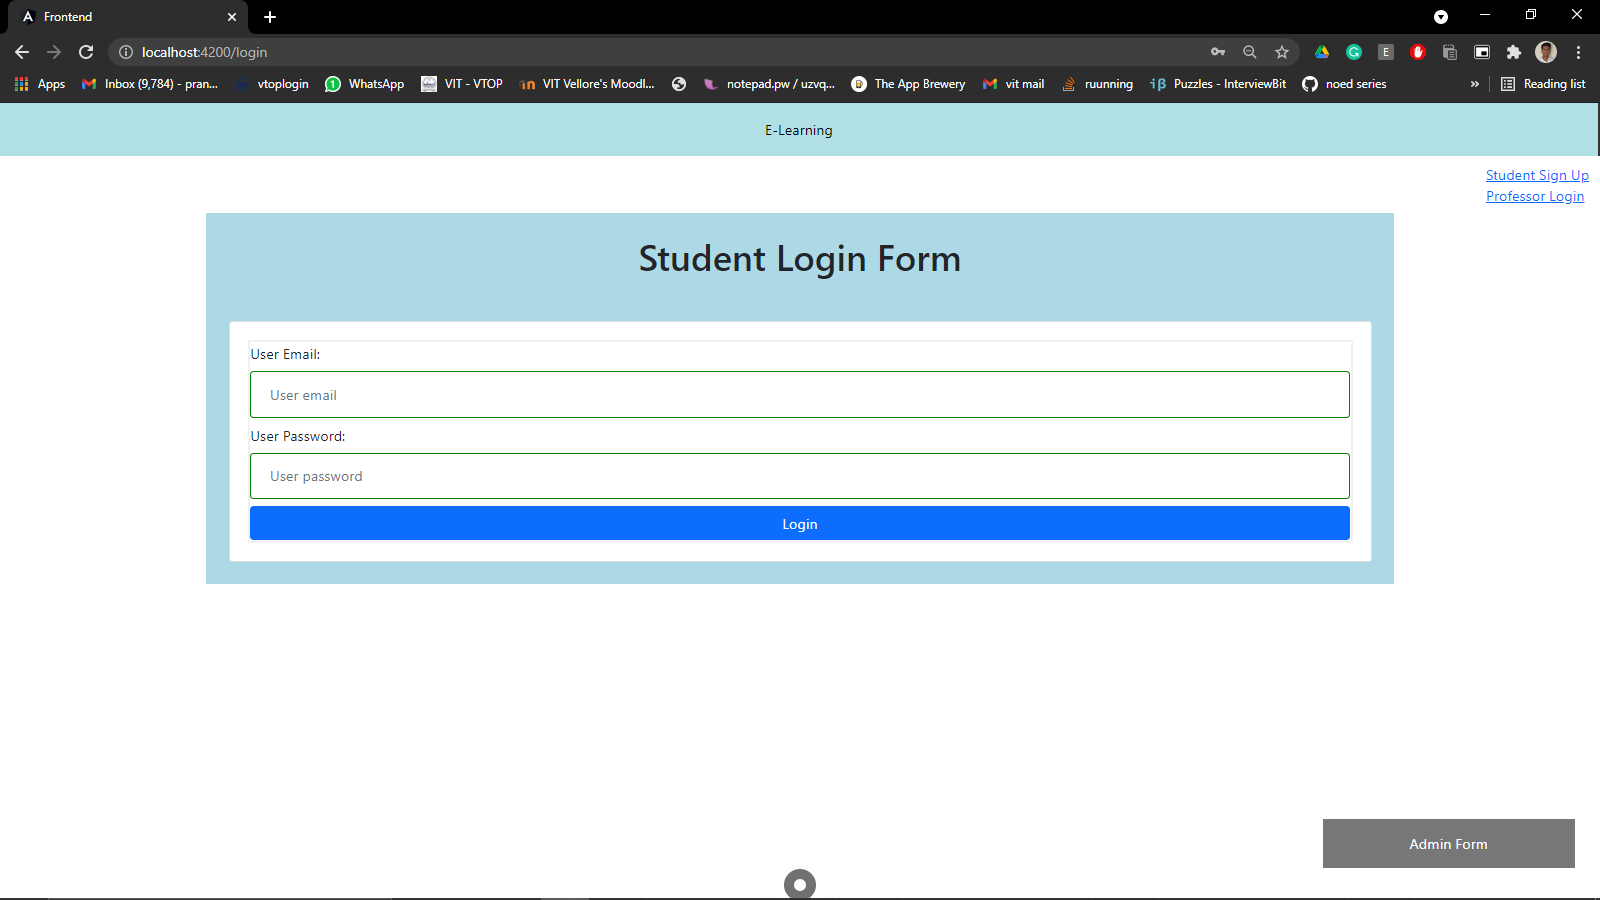 Frontend
localhost:4200/login
Apps
Inbox (9,784) - pran...
vtoplogin
WhatsApp
VIT - VTOP
VIT Vellore's Moodl...
notepad.pw / uzvq...
The App Brewery
vit mail
ruunning
Puzzles - InterviewBit
noed series
»
Reading list
E-Learning
Student Sign Up
Professor Login
Student Login Form
User Email:
User email
User Password:
User password
Login
Admin Form